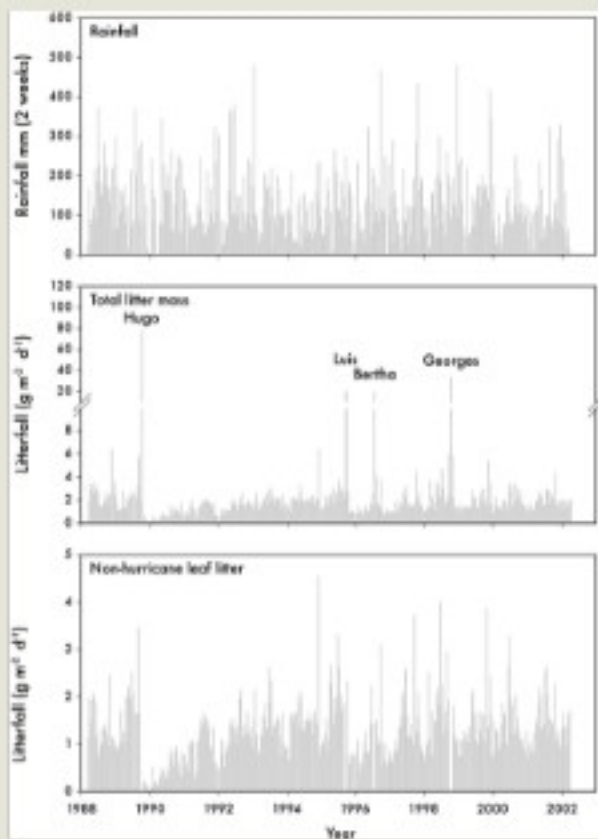 Rainfall
Rainfall mm (2 weeks)
600
500
400
300
200
100
0
Total litter mass
Hugo
Luis
Bertha
Georges
Litterfall (g m⁻² d⁻¹)
120
100
80
60
40
20
8
6
4
2
0
Non-hurricane leaf litter
Litterfall (g m⁻² d⁻¹)
5
4
3
2
1
0
1988 1990 1992 1994 1996 1998 2000 2002
Year